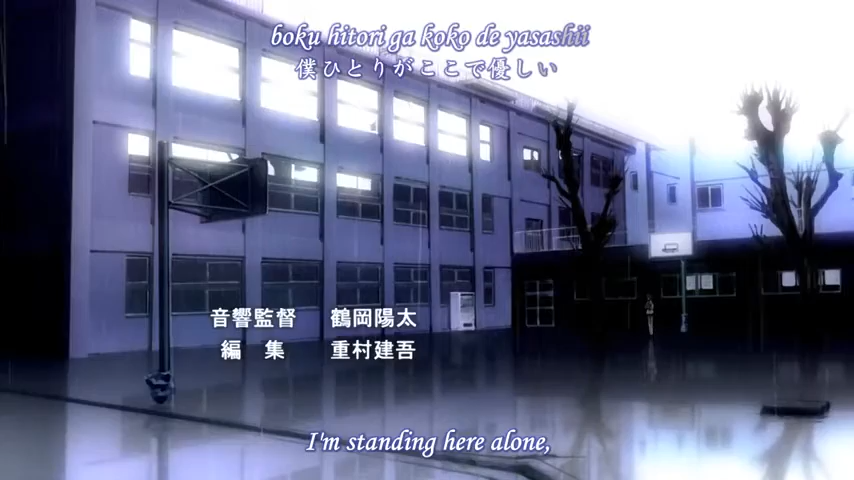 boku hitori ga koko de yasashii
僕ひとりがここで優しい
音響監督 鶴岡陽太
編 集 重村建吾
I'm standing here alone,